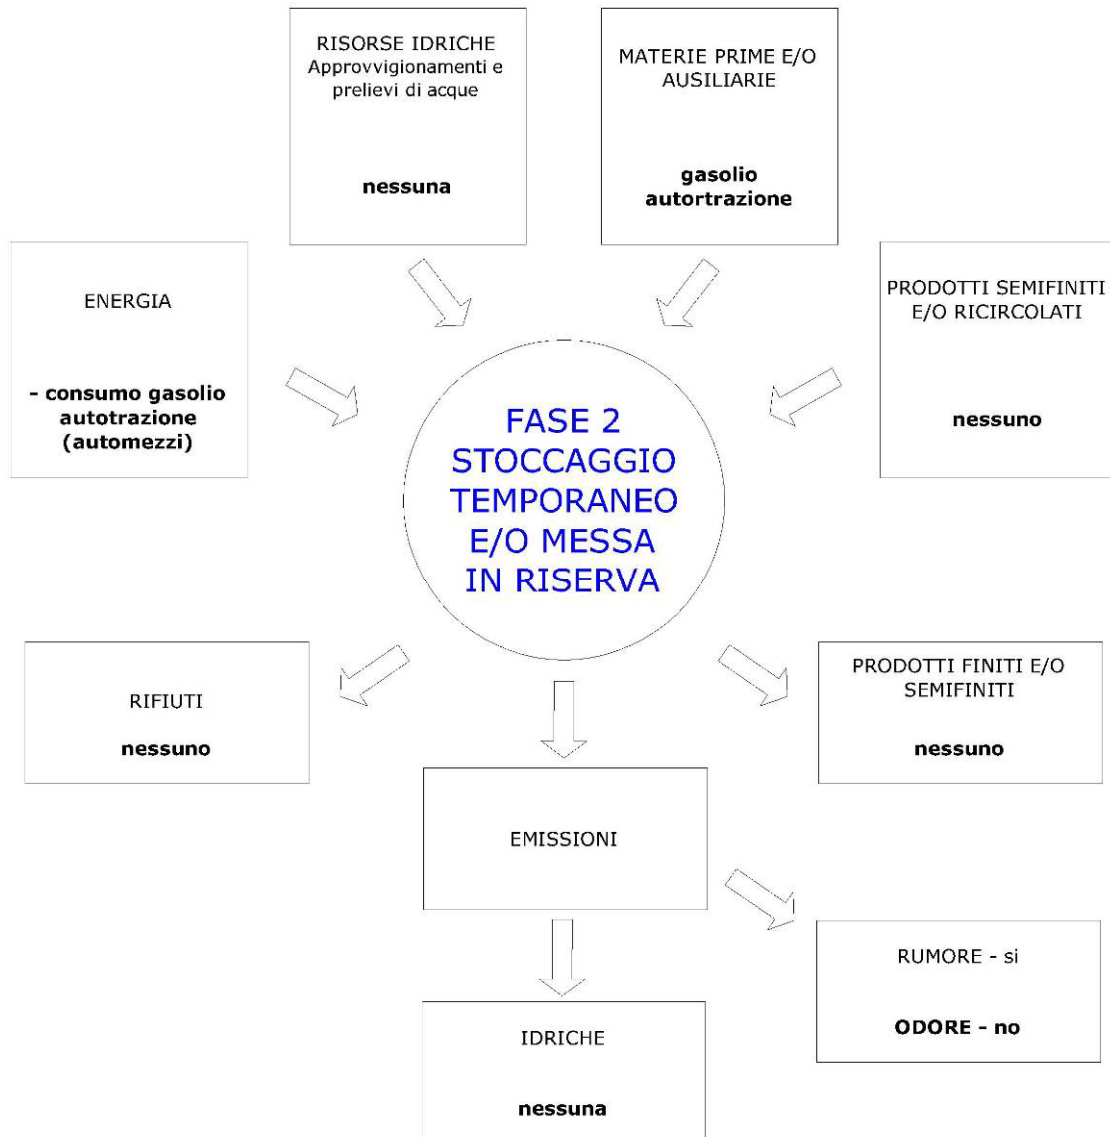 RISORSE IDRICHE
Approvvigionamenti e
prelievi di acque
nessuna
MATERIE PRIME E/O
AUSILIARIE
gasolio
autortrazione
ENERGIA
- consumo gasolio
autotrazione
(automezzi)
PRODOTTI SEMIFINITI
E/O RICIRCOLATI
nessuno
FASE 2
STOCCAGGIO
TEMPORANEO
E/O MESSA
IN RISERVA
RIFIUTI
nessuno
PRODOTTI FINITI E/O
SEMIFINITI
nessuno
EMISSIONI
RUMORE - si
ODORE - no
IDRICHE
nessuna